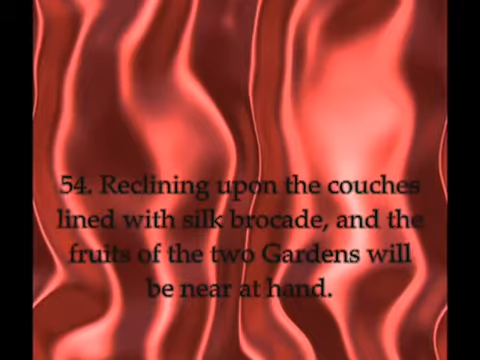 54. Reclining upon the couches
lined with silk brocade, and the
fruits of the two Gardens will
be near at hand.